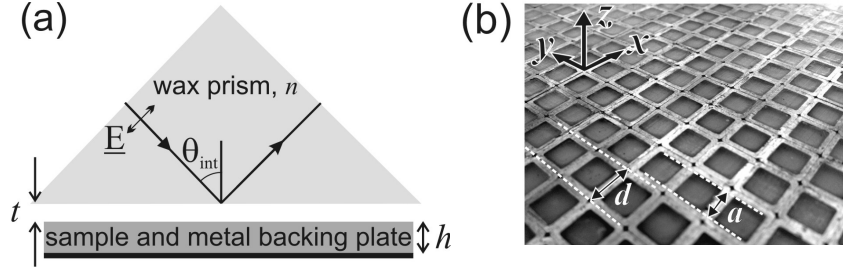 (a)
wax prism, n
E
θint
t
sample and metal backing plate
h
(b)
z
y
x
d
a